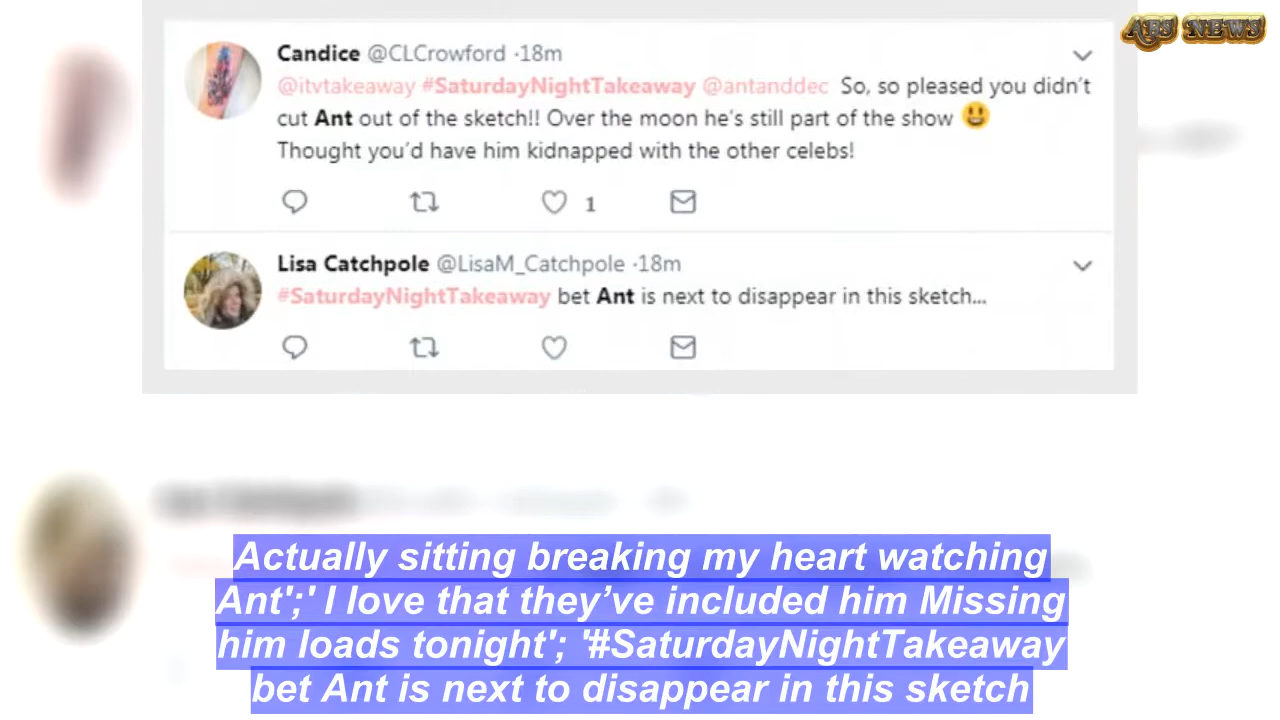 ABS NEWS
Candice @CLCrowford ·18m
@itvtakeaway #SaturdayNightTakeaway @antanddec So, so pleased you didn’t
cut Ant out of the sketch!! Over the moon he’s still part of the show 😃
Thought you’d have him kidnapped with the other celebs!
1
Lisa Catchpole @LisaM_Catchpole ·18m
#SaturdayNightTakeaway bet Ant is next to disappear in this sketch...
Actually sitting breaking my heart watching
Ant';' I love that they’ve included him Missing
him loads tonight'; '#SaturdayNightTakeaway
bet Ant is next to disappear in this sketch